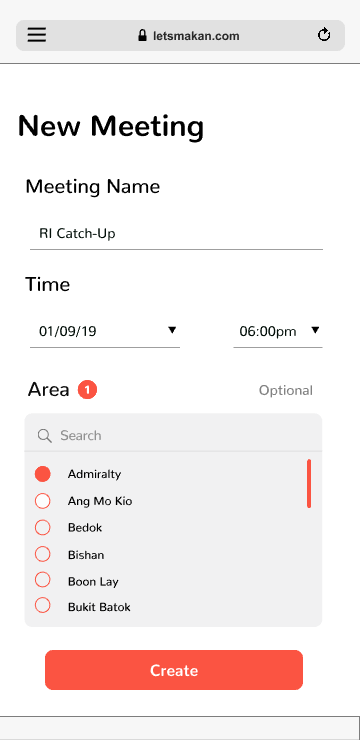 letsmakan.com
New Meeting
Meeting Name
RI Catch-Up
Time
01/09/19 06:00pm
Area 1 Optional
Search
Admiralty
Ang Mo Kio
Bedok
Bishan
Boon Lay
Bukit Batok
Create